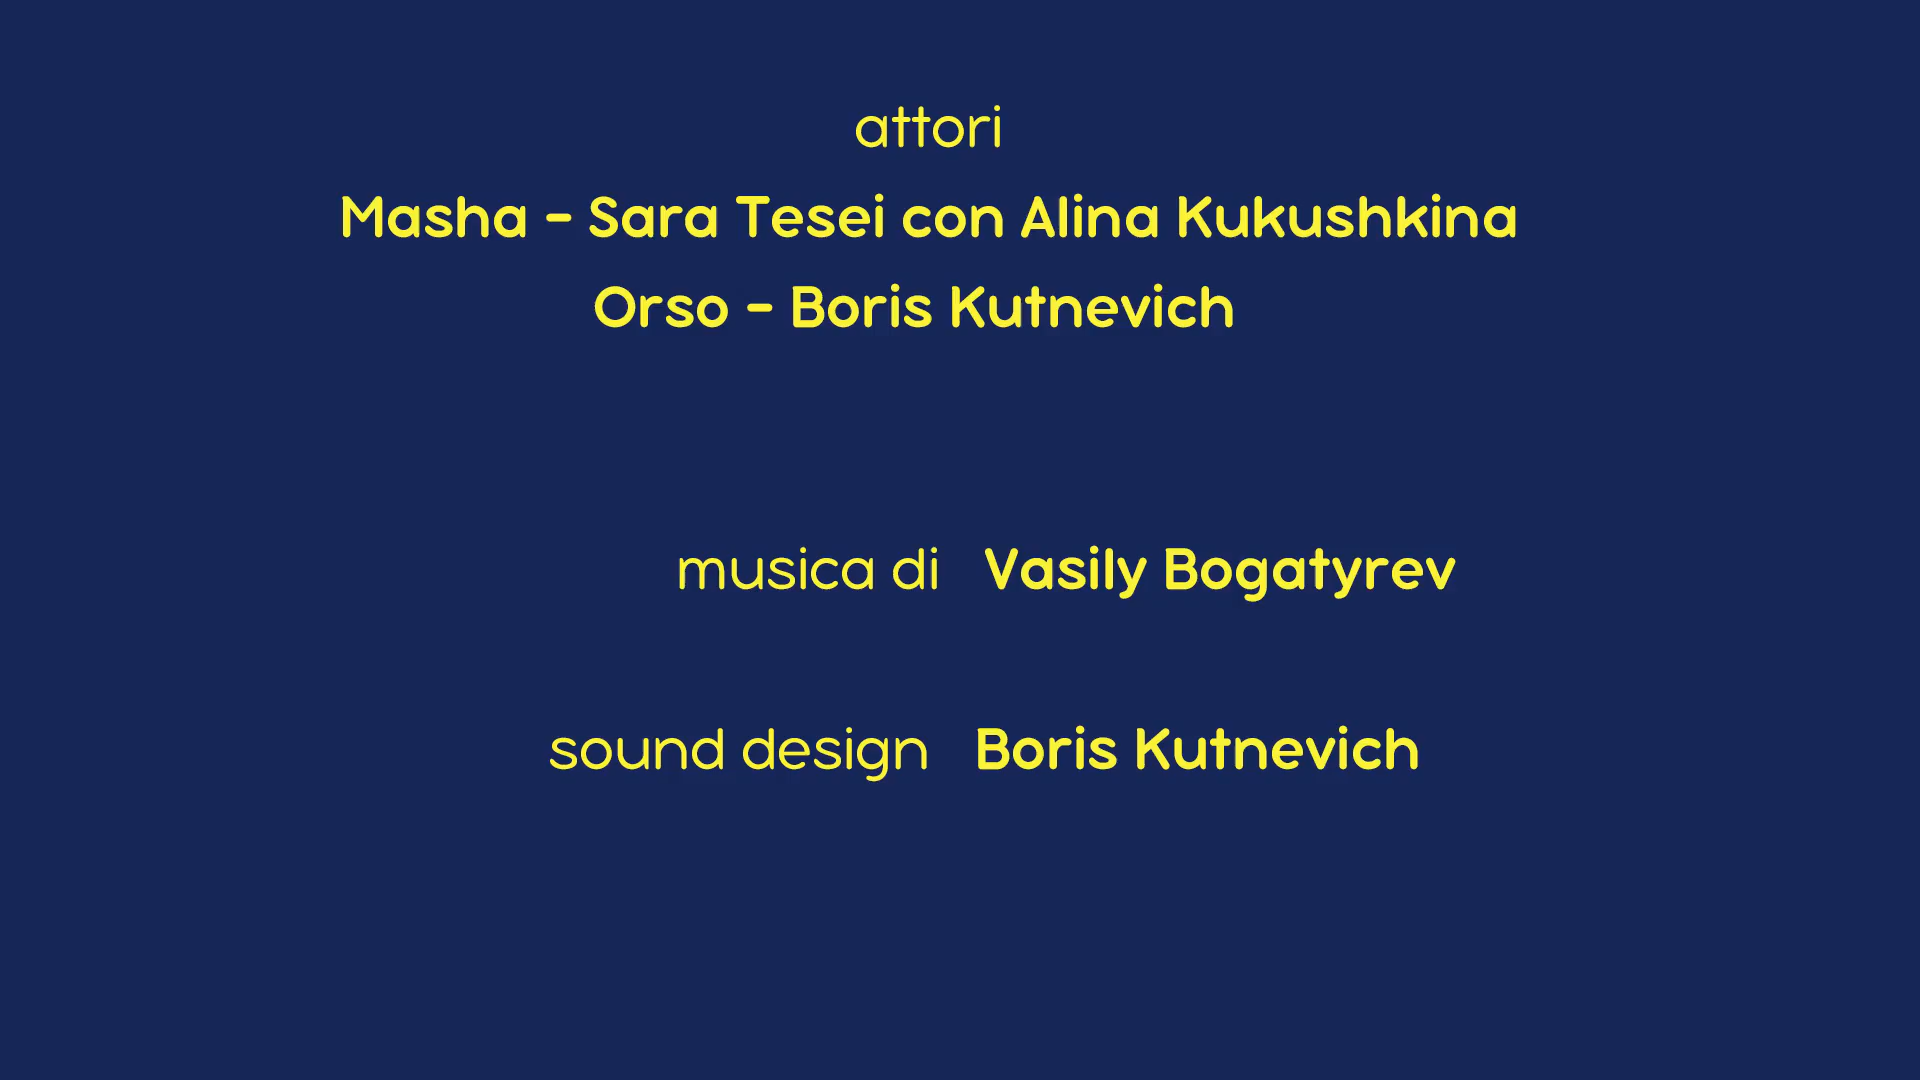 attori
Masha - Sara Tesei con Alina Kukushkina
Orso - Boris Kutnevich
musica di Vasily Bogatyrev
sound design Boris Kutnevich